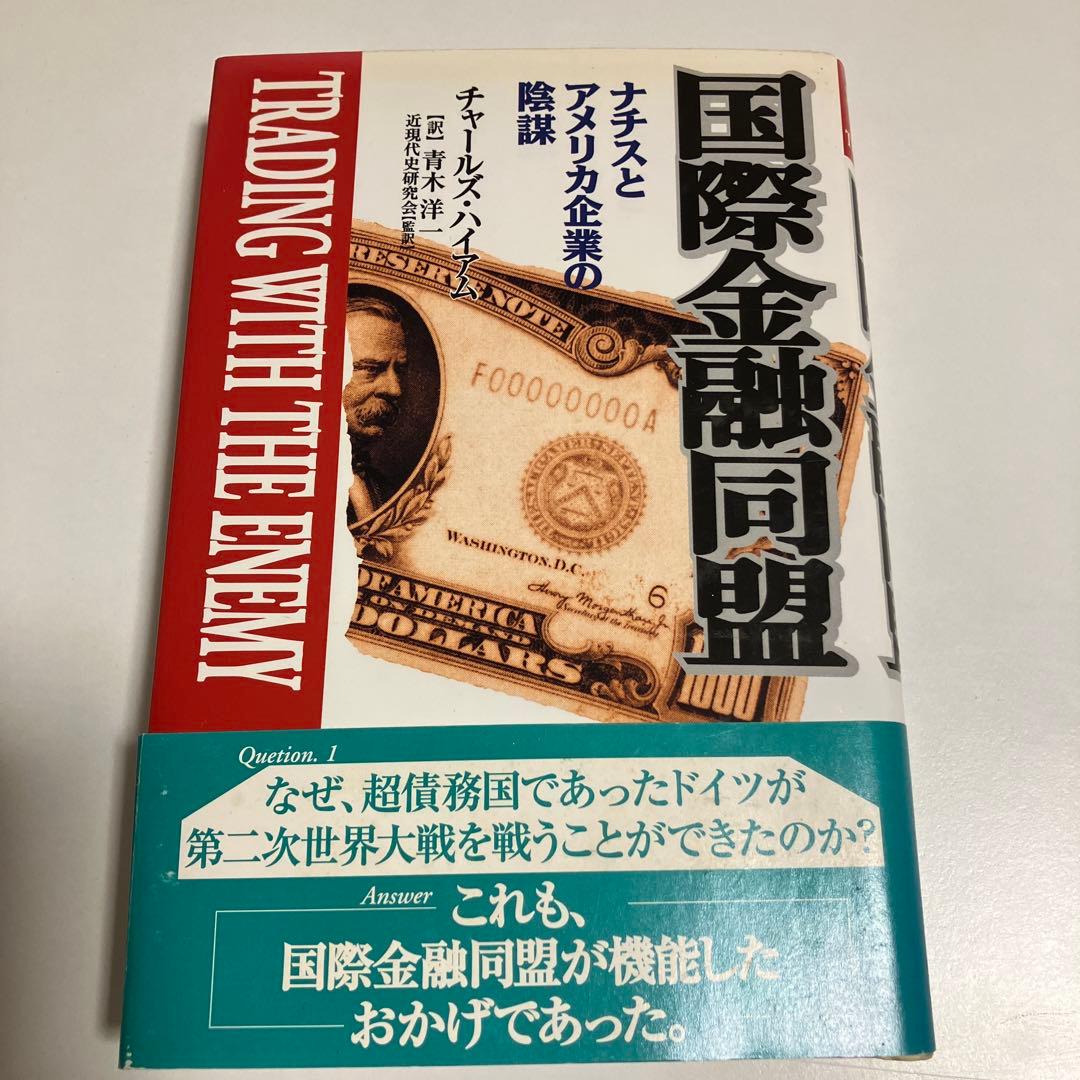 国際金融同盟
ナチスと
アメリカ企業の
陰謀
チャールズ・ハイアム
【訳】青木 洋一
近現代史研究会【監訳】
TRADING WITH THE ENEMY
RESERVE NOTE
F00000000A
WASHINGTON, D.C.
6
OF AMERICA
ON DEMAND
DOLLARS
1000
Quetion. 1
なぜ、超債務国であったドイツが
第二次世界大戦を戦うことができたのか?
Answer
これも、
国際金融同盟が機能した
おかげであった。